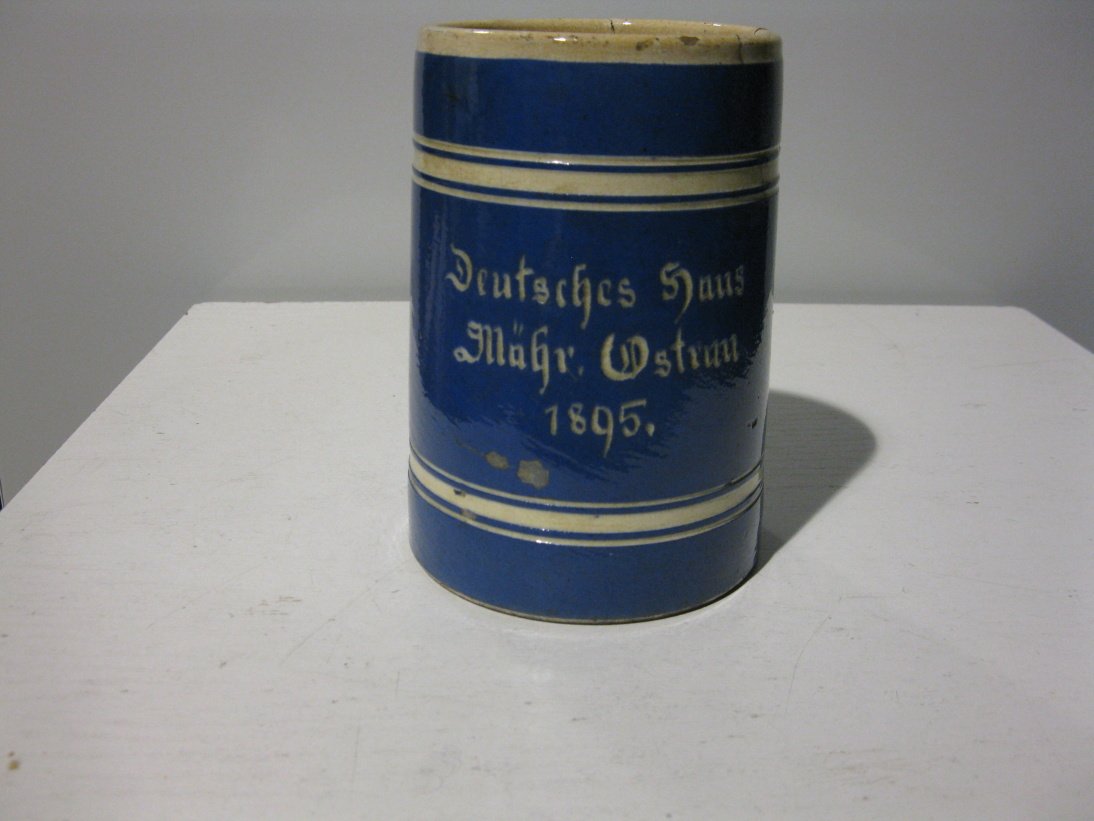 Deutsches Haus
Mähr. Ostrau
1895.